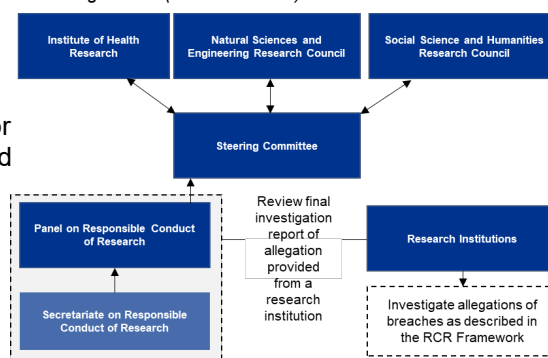 Institute of Health
Research
Natural Sciences and
Engineering Research Council
Social Science and Humanities
Research Council
Steering Committee
Panel on Responsible Conduct
of Research
Secretariate on Responsible
Conduct of Research
Review final
investigation
report of
allegation
provided
from a
research
institution
Research Institutions
Investigate allegations of
breaches as described in
the RCR Framework